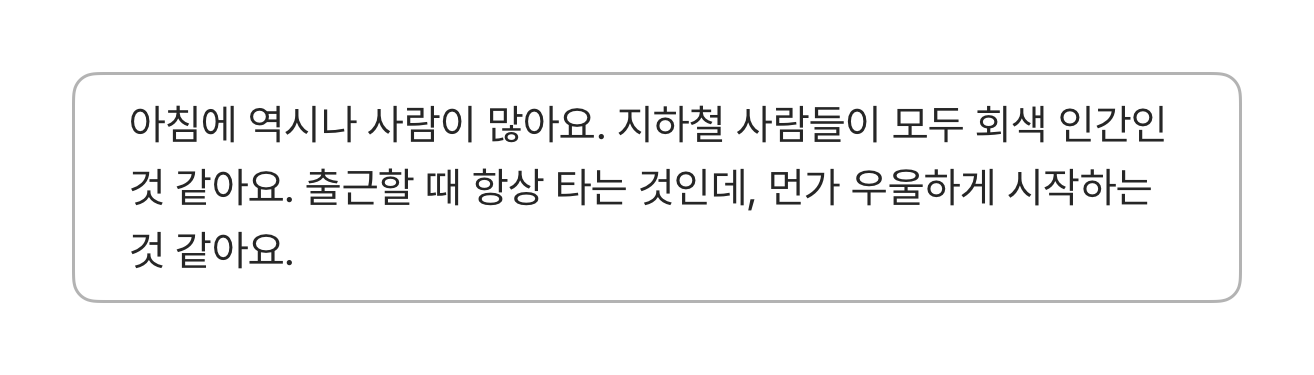 아침에 역시나 사람이 많아요. 지하철 사람들이 모두 회색 인간인
것 같아요. 출근할 때 항상 타는 것인데, 먼가 우울하게 시작하는
것 같아요.